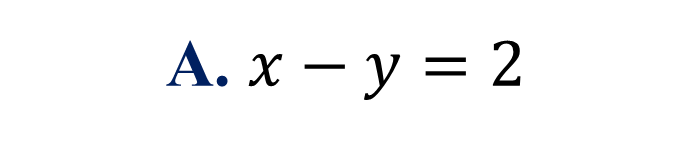 A. x − y = 2